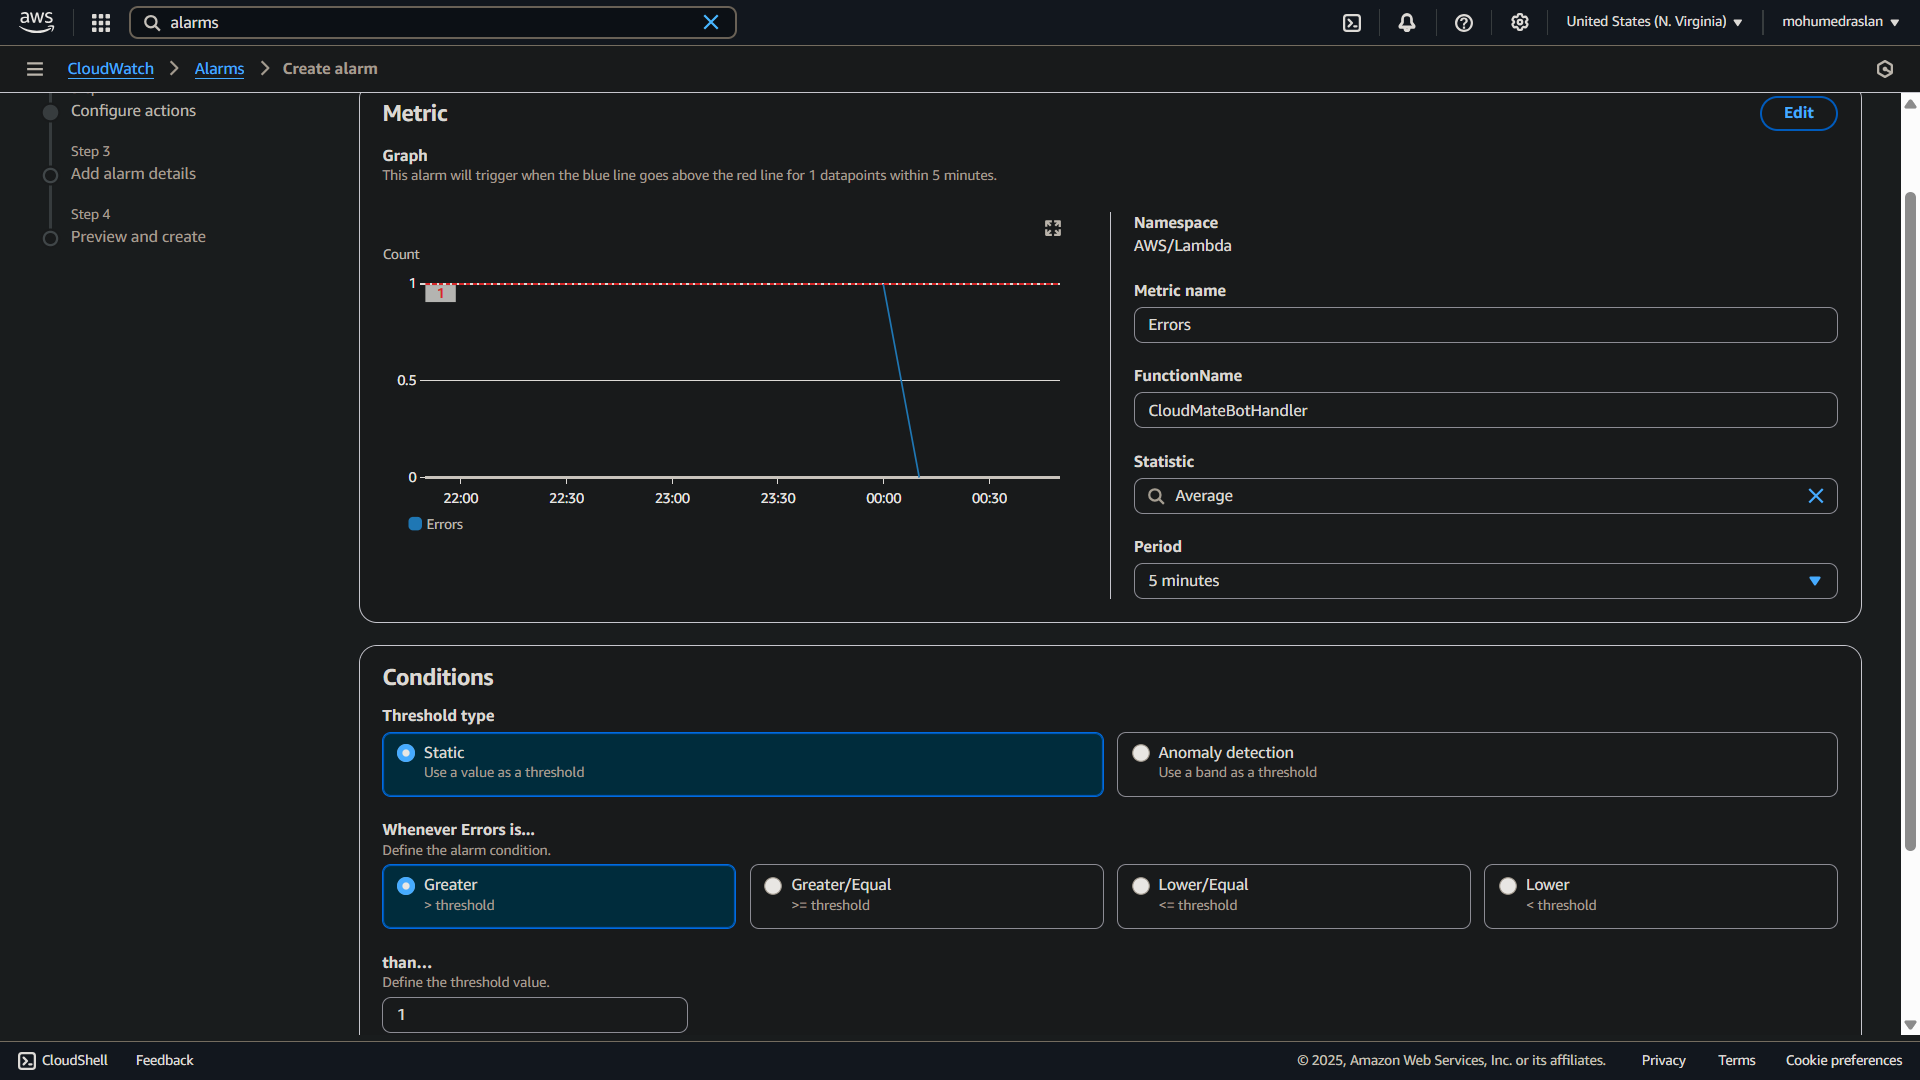 aws
alarms
United States (N. Virginia)
mohumedraslan
CloudWatch
Alarms
Create alarm
Configure actions
Step 3
Add alarm details
Step 4
Preview and create
Metric
Edit
Graph
This alarm will trigger when the blue line goes above the red line for 1 datapoints within 5 minutes.
Count
1
1
0.5
0
22:00
22:30
23:00
23:30
00:00
00:30
Errors
Namespace
AWS/Lambda
Metric name
Errors
FunctionName
CloudMateBotHandler
Statistic
Average
Period
5 minutes
Conditions
Threshold type
Static
Use a value as a threshold
Anomaly detection
Use a band as a threshold
Whenever Errors is...
Define the alarm condition.
Greater
> threshold
Greater/Equal
>= threshold
Lower/Equal
<= threshold
Lower
< threshold
than...
Define the threshold value.
1
CloudShell
Feedback
© 2025, Amazon Web Services, Inc. or its affiliates.
Privacy
Terms
Cookie preferences